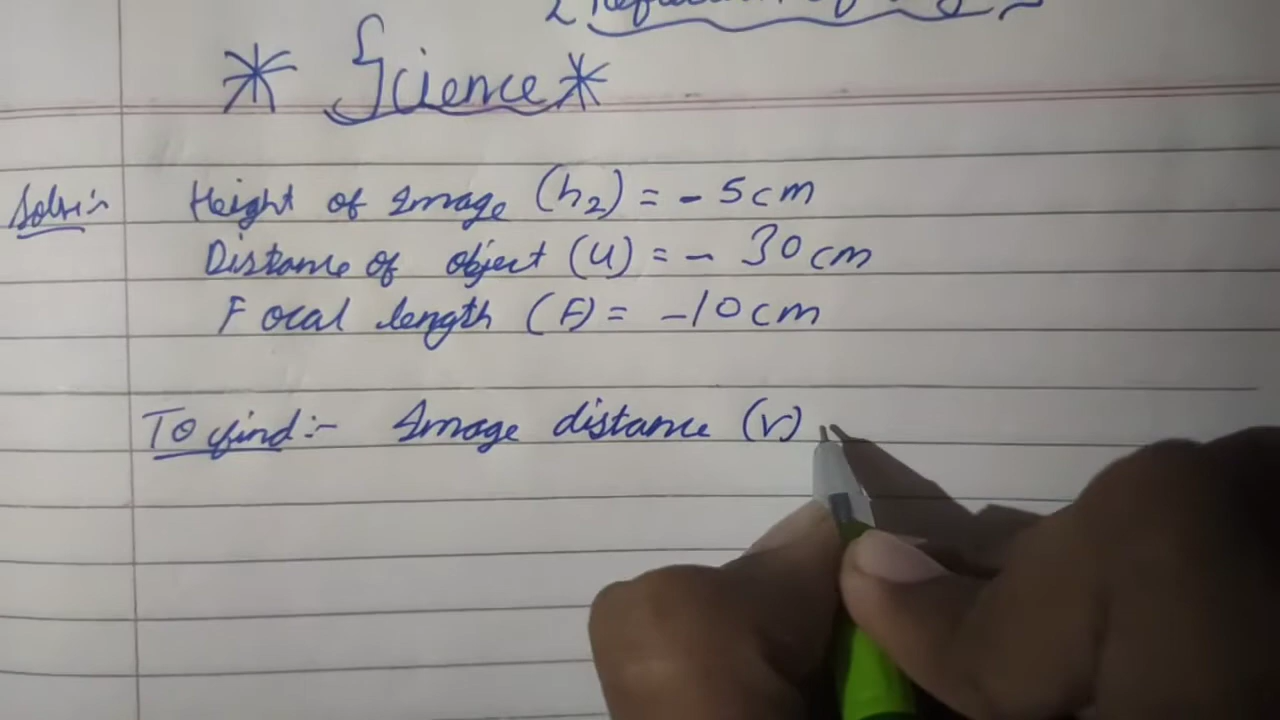 * Science *
Soln:-
Height of Image (h2) = - 5cm
Distance of object (u) = - 30cm
Focal length (F) = -10cm
To find:- Image distance (v)